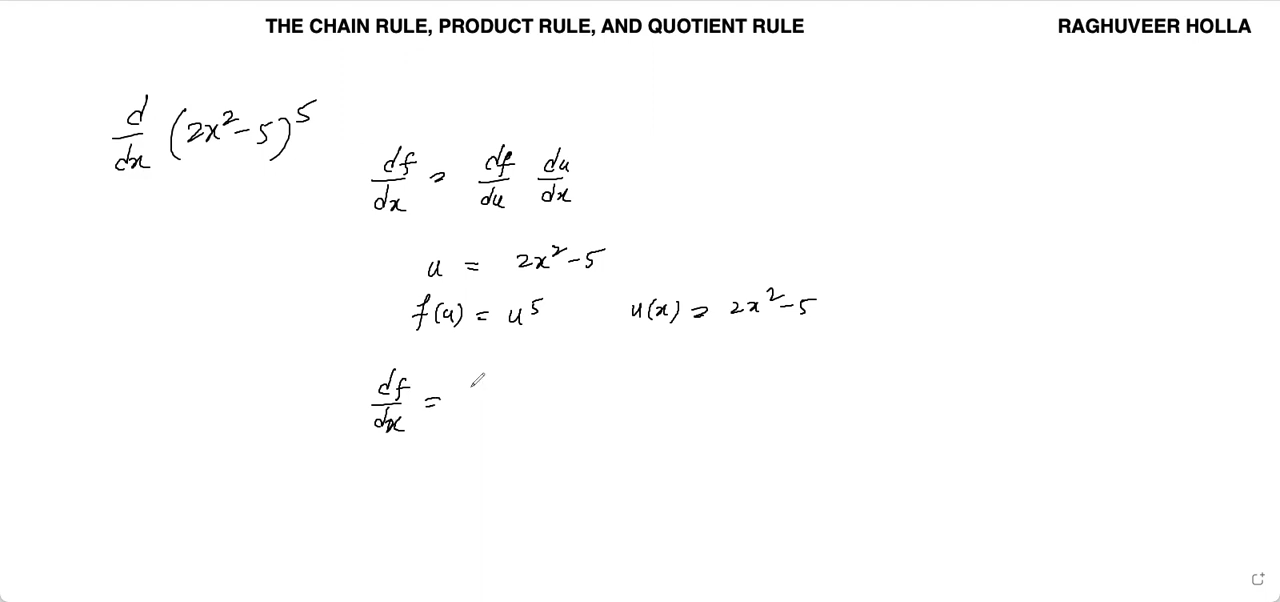 THE CHAIN RULE, PRODUCT RULE, AND QUOTIENT RULE
RAGHUVEER HOLLA
d/dx (2x²-5)⁵
df/dx = df/du du/dx
u = 2x²-5
f(u) = u⁵ u(x) = 2x²-5
df/dx =